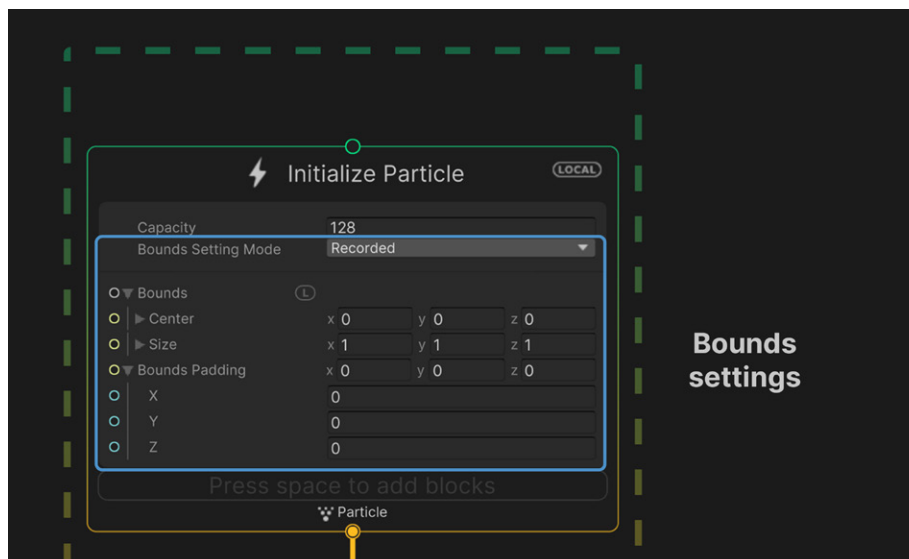 Initialize Particle
LOCAL
Capacity 128
Bounds Setting Mode Recorded
Bounds L
Center x 0 y 0 z 0
Size x 1 y 1 z 1
Bounds Padding x 0 y 0 z 0
X 0
Y 0
Z 0
Press space to add blocks
Particle
Bounds
settings